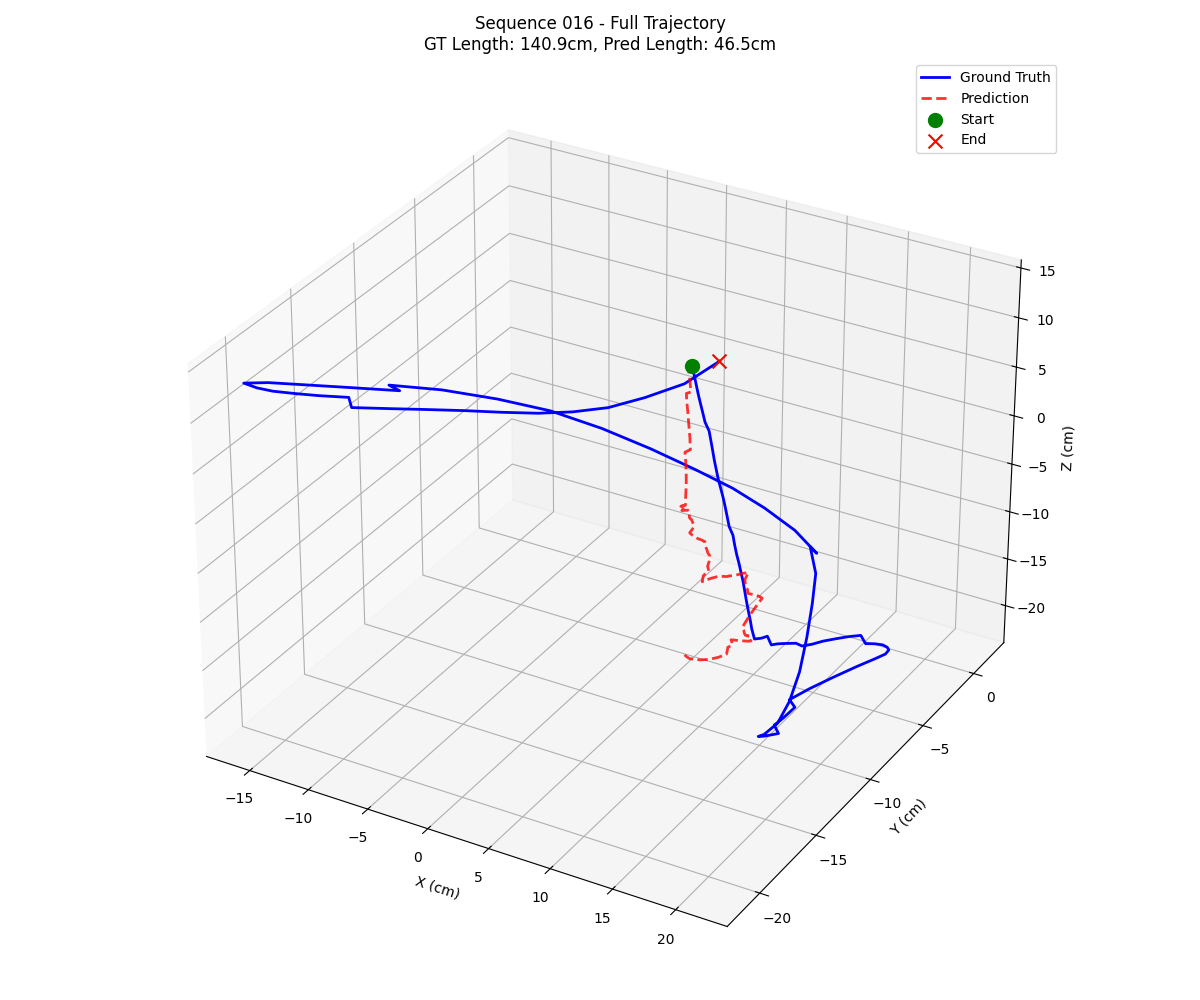 Sequence 016 - Full Trajectory
GT Length: 140.9cm, Pred Length: 46.5cm
Ground Truth
Prediction
Start
End
15
10
5
0
−5
−10
−15
−20
Z (cm)
0
−5
−10
−15
−20
Y (cm)
−15
−10
−5
0
5
10
15
20
X (cm)